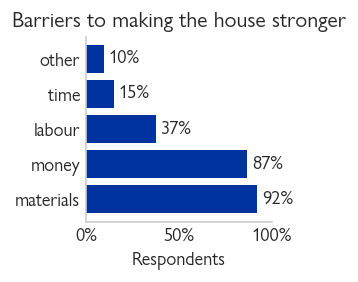 Barriers to making the house stronger
other 10%
time 15%
labour 37%
money 87%
materials 92%
0% 50% 100%
Respondents